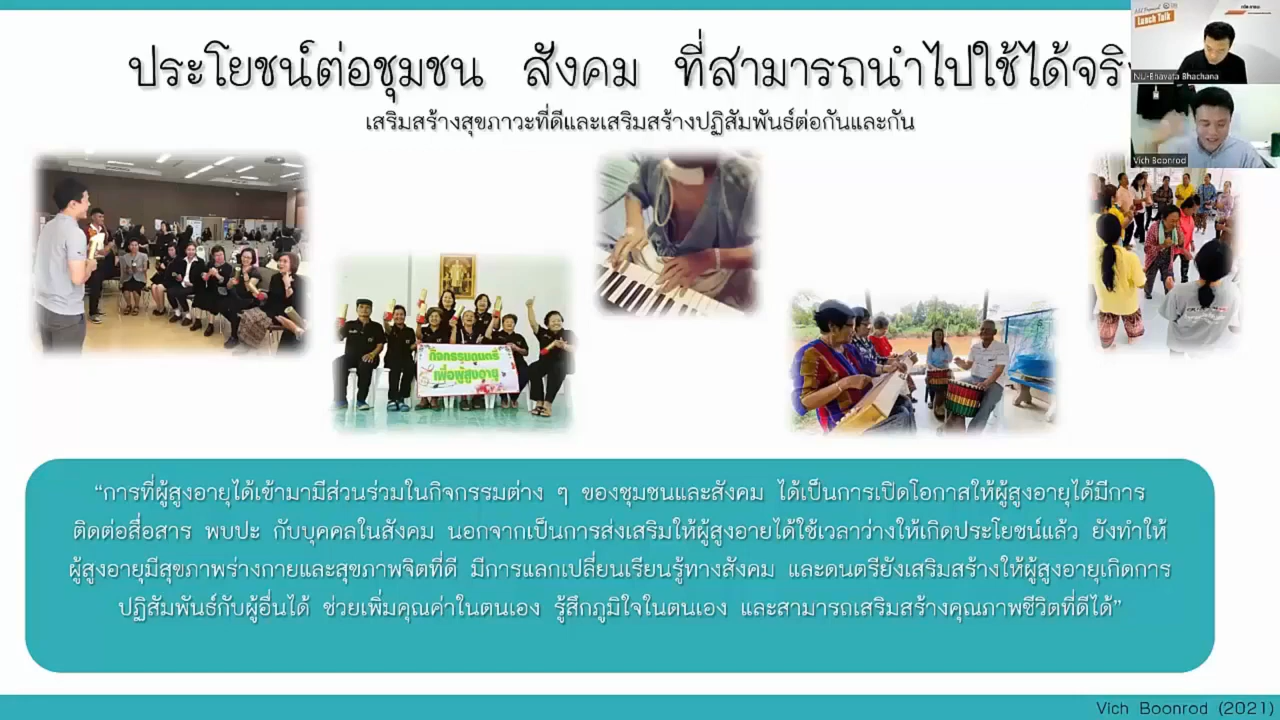 ประโยชน์ต่อชุมชน สังคม ที่สามารถนำไปใช้ได้จริง
เสริมสร้างสุขภาวะที่ดีและเสริมสร้างปฏิสัมพันธ์ต่อกันและกัน
Lunch Talk
NU-Bhavata Bhachana
Vich Boonrod
กิจกรรมดนตรี
เพื่อผู้สูงอายุ
“การที่ผู้สูงอายุได้เข้ามามีส่วนร่วมในกิจกรรมต่าง ๆ ของชุมชนและสังคม ได้เป็นการเปิดโอกาสให้ผู้สูงอายุได้มีการ
ติดต่อสื่อสาร พบปะ กับบุคคลในสังคม นอกจากเป็นการส่งเสริมให้ผู้สูงอายได้ใช้เวลาว่างให้เกิดประโยชน์แล้ว ยังทำให้
ผู้สูงอายุมีสุขภาพร่างกายและสุขภาพจิตที่ดี มีการแลกเปลี่ยนเรียนรู้ทางสังคม และดนตรียังเสริมสร้างให้ผู้สูงอายุเกิดการ
ปฏิสัมพันธ์กับผู้อื่นได้ ช่วยเพิ่มคุณค่าในตนเอง รู้สึกภูมิใจในตนเอง และสามารถเสริมสร้างคุณภาพชีวิตที่ดีได้”
Vich Boonrod (2021)